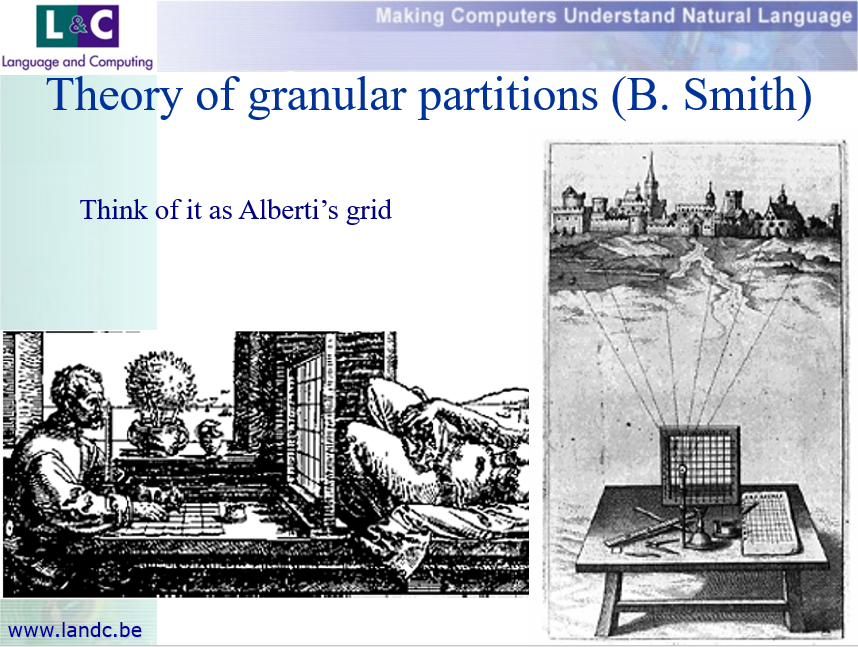 L&C
Language and Computing
Making Computers Understand Natural Language
Theory of granular partitions (B. Smith)
Think of it as Alberti’s grid
www.landc.be